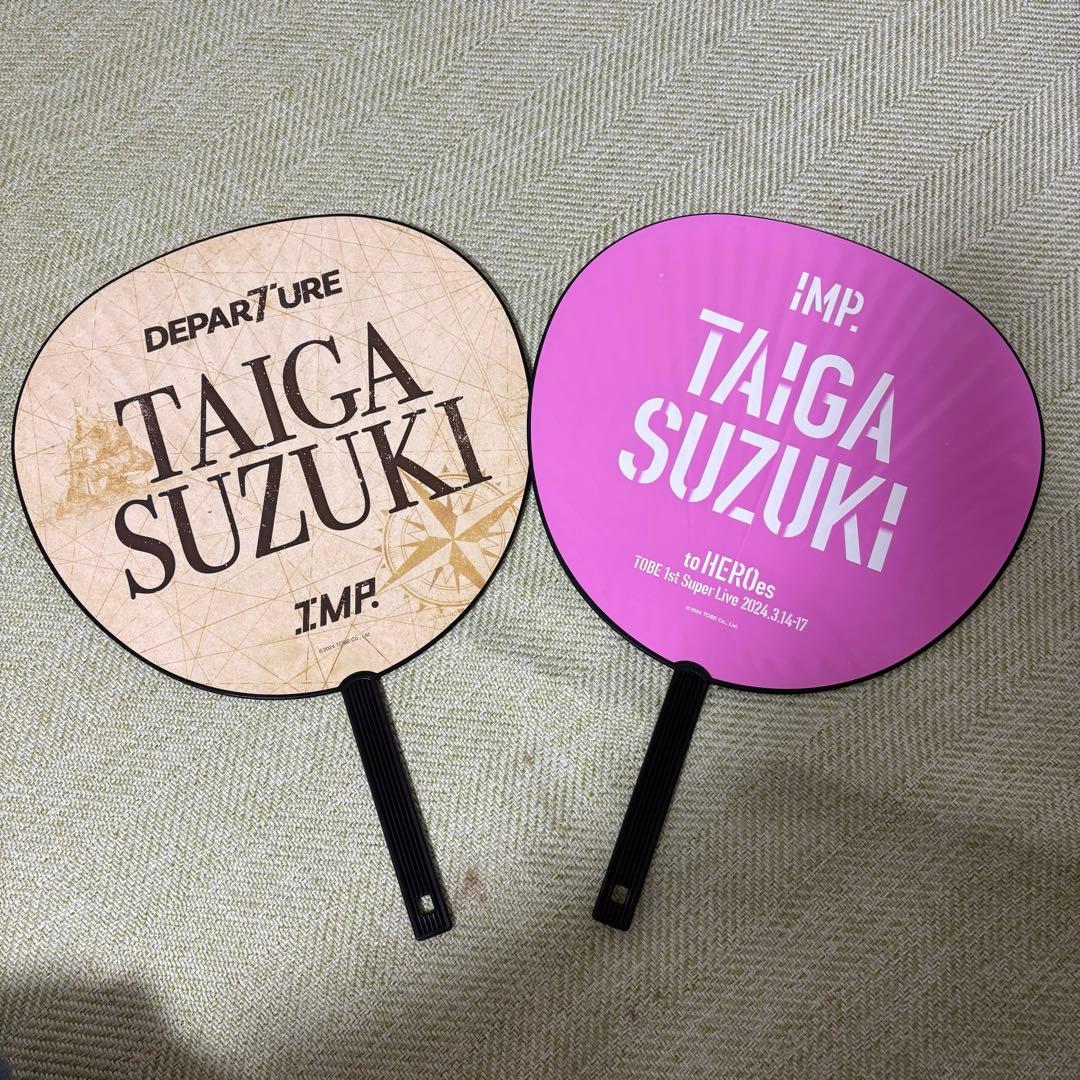 DEPAR7URE
TAIGA
SUZUKI
IMP.
©2024 TOBE Co., Ltd.
IMP.
TAIGA
SUZUKI
to HEROes
TOBE 1st Super Live 2024.3.14-17
©2024 TOBE Co., Ltd.